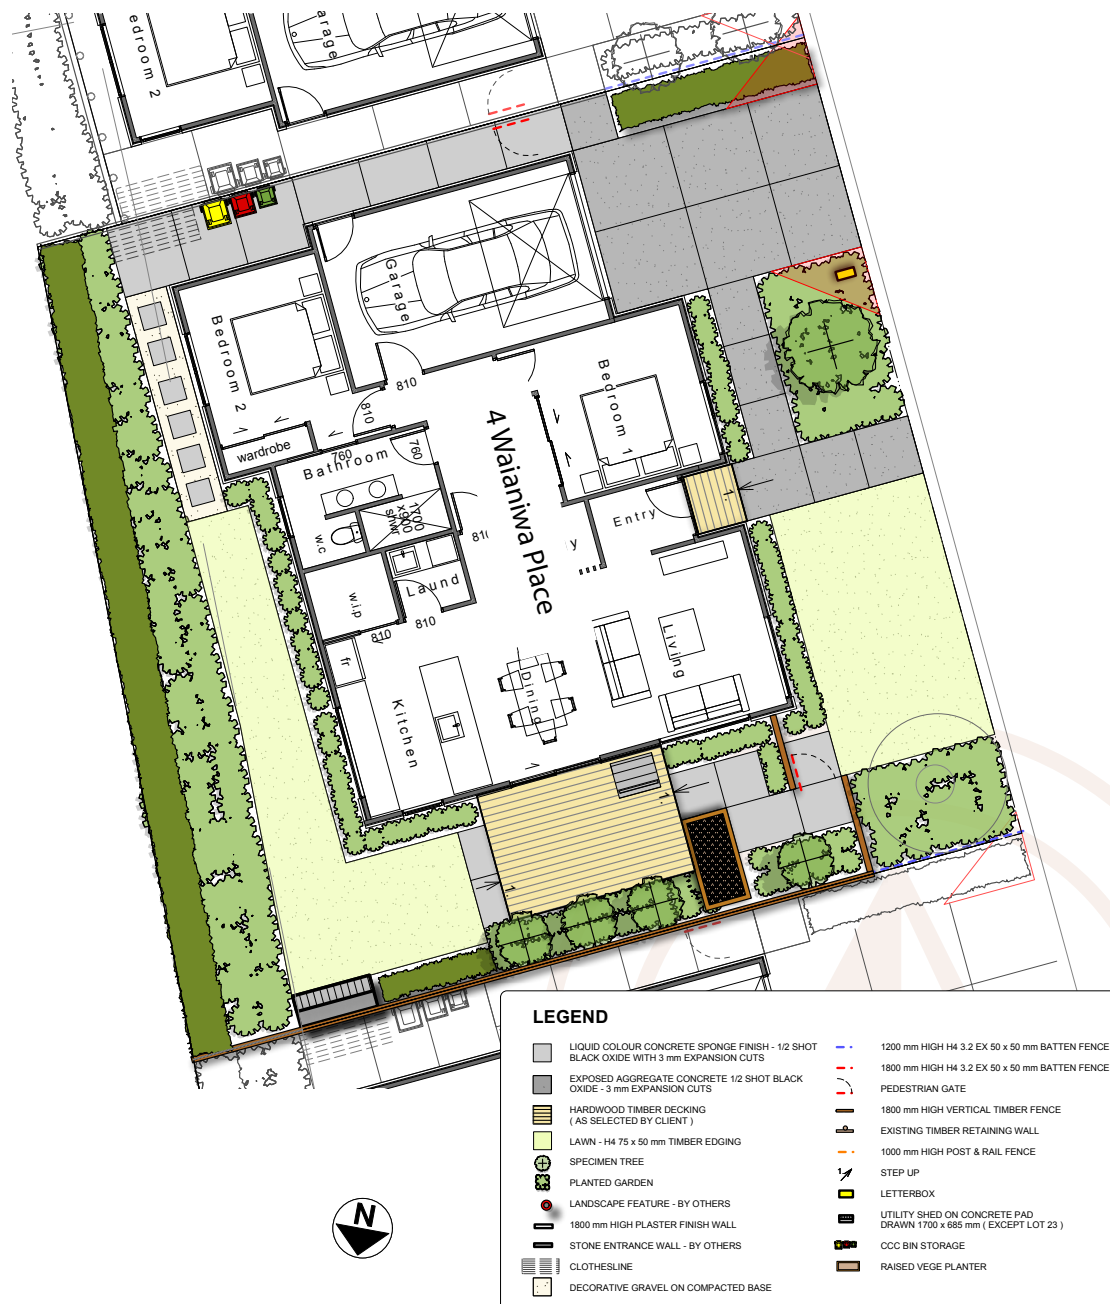 edroom 2
arage
Garage
Bedroom 2
810
810
Bedroom 1
wardrobe
760
760
Bathroom
4 Waianiwa Place
1.
1700
x900
shwr
w.c
Entry
810
y
Laund
w.i.p
810
810
fr
Living
Dining
Kitchen
1.
1.
N
LEGEND
LIQUID COLOUR CONCRETE SPONGE FINISH - 1/2 SHOT
BLACK OXIDE WITH 3 mm EXPANSION CUTS
EXPOSED AGGREGATE CONCRETE 1/2 SHOT BLACK
OXIDE - 3 mm EXPANSION CUTS
HARDWOOD TIMBER DECKING
( AS SELECTED BY CLIENT )
LAWN - H4 75 x 50 mm TIMBER EDGING
SPECIMEN TREE
PLANTED GARDEN
LANDSCAPE FEATURE - BY OTHERS
1800 mm HIGH PLASTER FINISH WALL
STONE ENTRANCE WALL - BY OTHERS
CLOTHESLINE
DECORATIVE GRAVEL ON COMPACTED BASE
1200 mm HIGH H4 3.2 EX 50 x 50 mm BATTEN FENCE
1800 mm HIGH H4 3.2 EX 50 x 50 mm BATTEN FENCE
PEDESTRIAN GATE
1800 mm HIGH VERTICAL TIMBER FENCE
EXISTING TIMBER RETAINING WALL
1000 mm HIGH POST & RAIL FENCE
1
STEP UP
LETTERBOX
UTILITY SHED ON CONCRETE PAD
DRAWN 1700 x 685 mm ( EXCEPT LOT 23 )
CCC BIN STORAGE
RAISED VEGE PLANTER